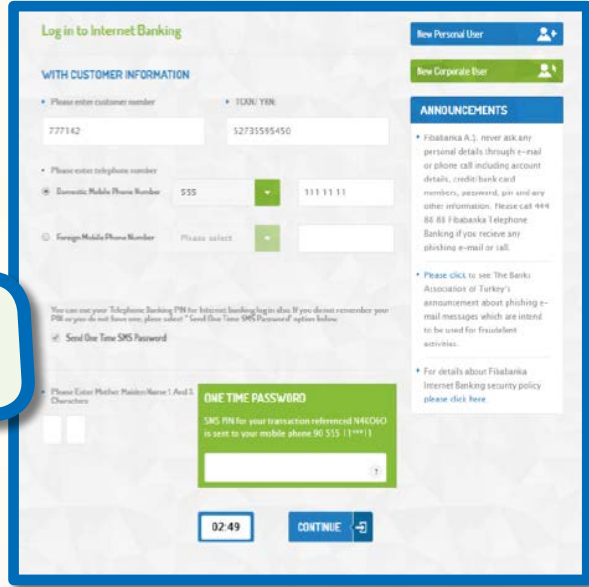 Log in to Internet Banking
WITH CUSTOMER INFORMATION
Please enter customer number
TCKN/ YKN:
777142
52735595450
Please enter telephone number
Domestic Mobile Phone Number
555
111 11 11
Foreign Mobile Phone Number
Please select
You can use your Telephone Banking PIN for Internet banking log in also. If you do not remember your
PIN or you do not have one, please select "Send One Time SMS Password" option below.
Send One Time SMS Password
Please Enter Mother Maiden Name 1. And 3.
Characters
ONE TIME PASSWORD
SMS PIN for your transaction referenced N46O6O
is sent to your mobile phone 90 555 11***11
?
02:49
CONTINUE
New Personal User
New Corporate User
ANNOUNCEMENTS
Fibabanka A.Ş. never ask any
personal details through e-mail
or phone call including account
details, credit/bank card
numbers, password, pin and any
other information. Please call 444
88 88 Fibabanka Telephone
Banking if you recieve any
phishing e-mail or call.
Please click to see The Banks
Association of Turkey's
announcement about phishing e-
mail messages which are intend
to be used for fraudelent
activities.
For details about Fibabanka
Internet Banking security policy
please click here